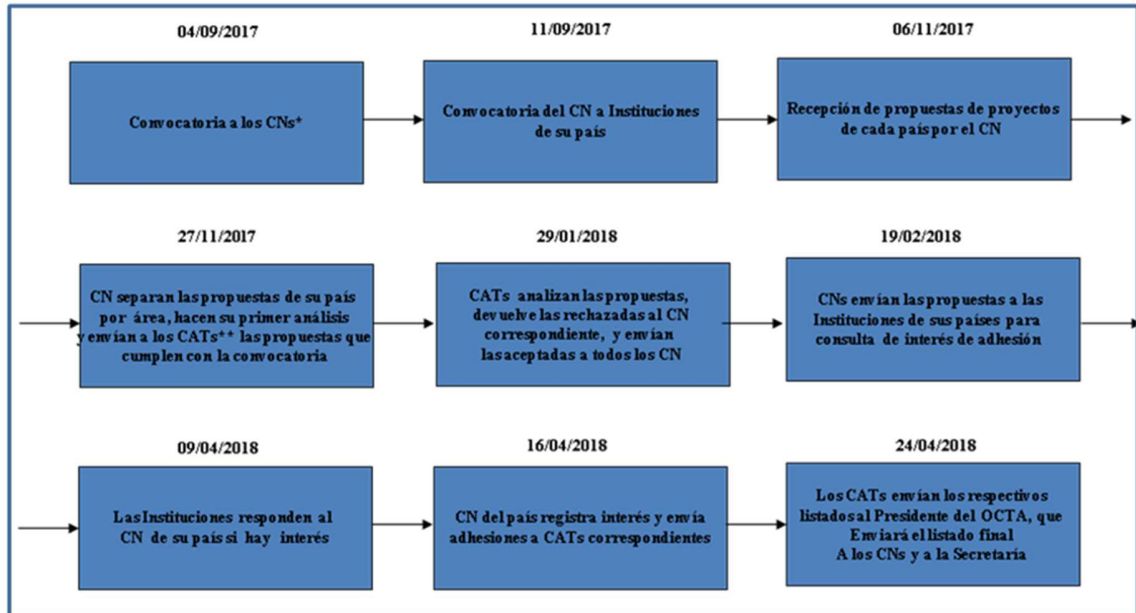 04/09/2017
11/09/2017
06/11/2017
Convocatoria a los CNs*
Convocatoria del CN a Instituciones
de su país
Recepción de propuestas de proyectos
de cada país por el CN
27/11/2017
29/01/2018
19/02/2018
CN separan las propuestas de su país
por área, hacen su primer análisis
y envían a los CATs** las propuestas que
cumplen con la convocatoria
CATs analizan las propuestas,
devuelve las rechazadas al CN
correspondiente, y envían
las aceptadas a todos los CN
CNs envían las propuestas a las
Instituciones de sus países para
consulta de interés de adhesión
09/04/2018
16/04/2018
24/04/2018
Las Instituciones responden al
CN de su país si hay interés
CN del país registra interés y envía
adhesiones a CATs correspondientes
Los CATs envían los respectivos
listados al Presidente del OCTA, que
Enviará el listado final
A los CNs y a la Secretaría